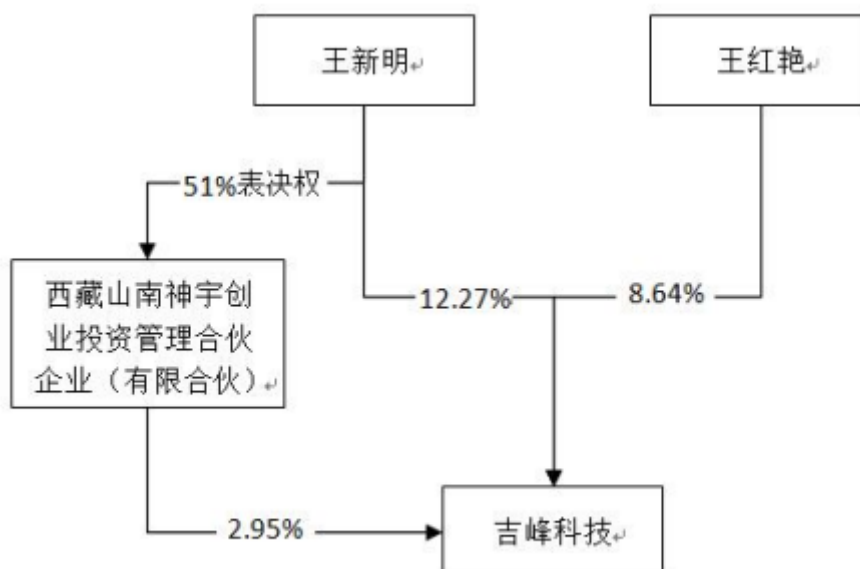 王新明
王红艳
51%表决权
西藏山南神宇创
业投资管理合伙
企业（有限合伙）
12.27%
8.64%
2.95%
吉峰科技